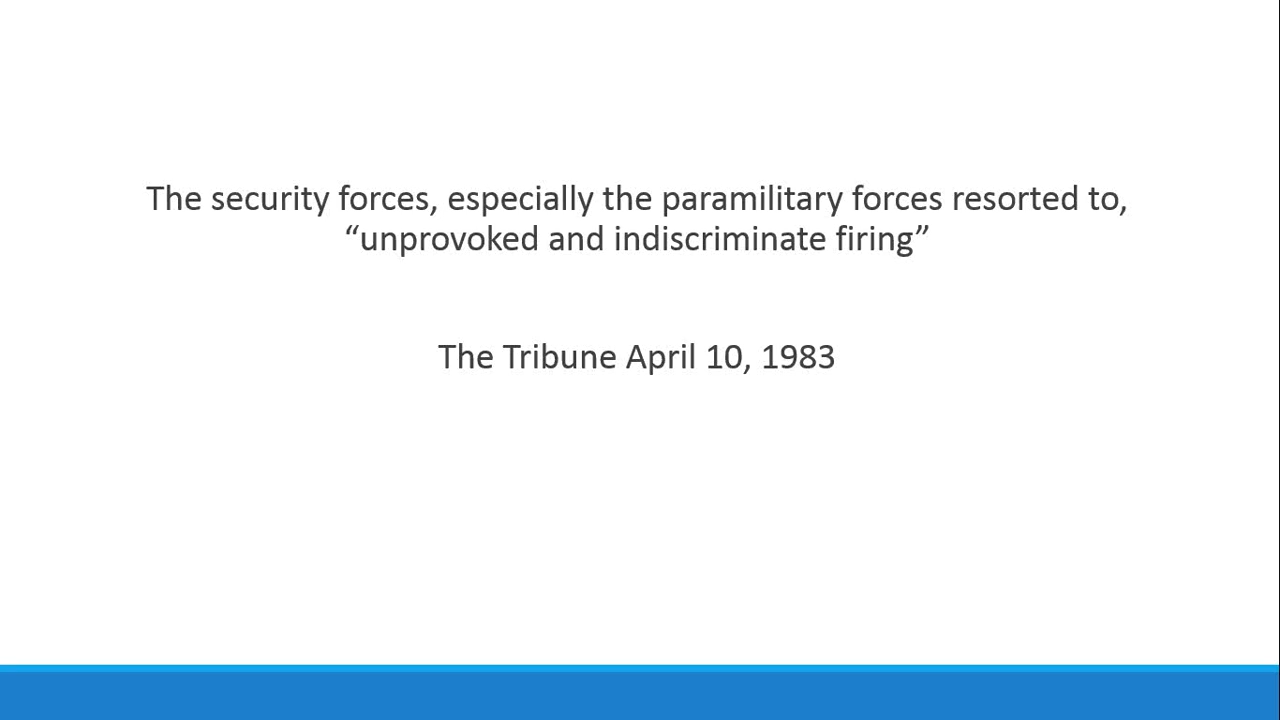 The security forces, especially the paramilitary forces resorted to,
“unprovoked and indiscriminate firing”
The Tribune April 10, 1983